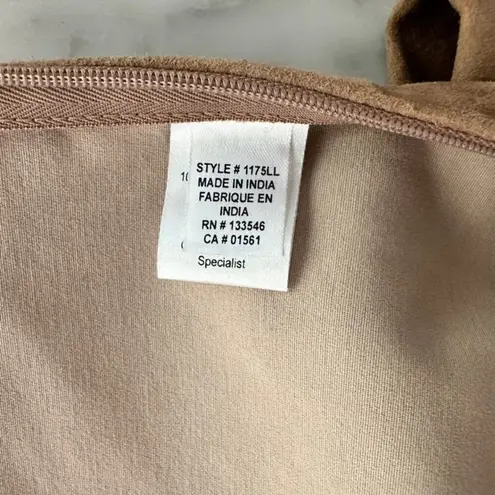 STYLE # 1175LL
MADE IN INDIA
FABRIQUE EN
INDIA
RN # 133546
CA # 01561
Specialist